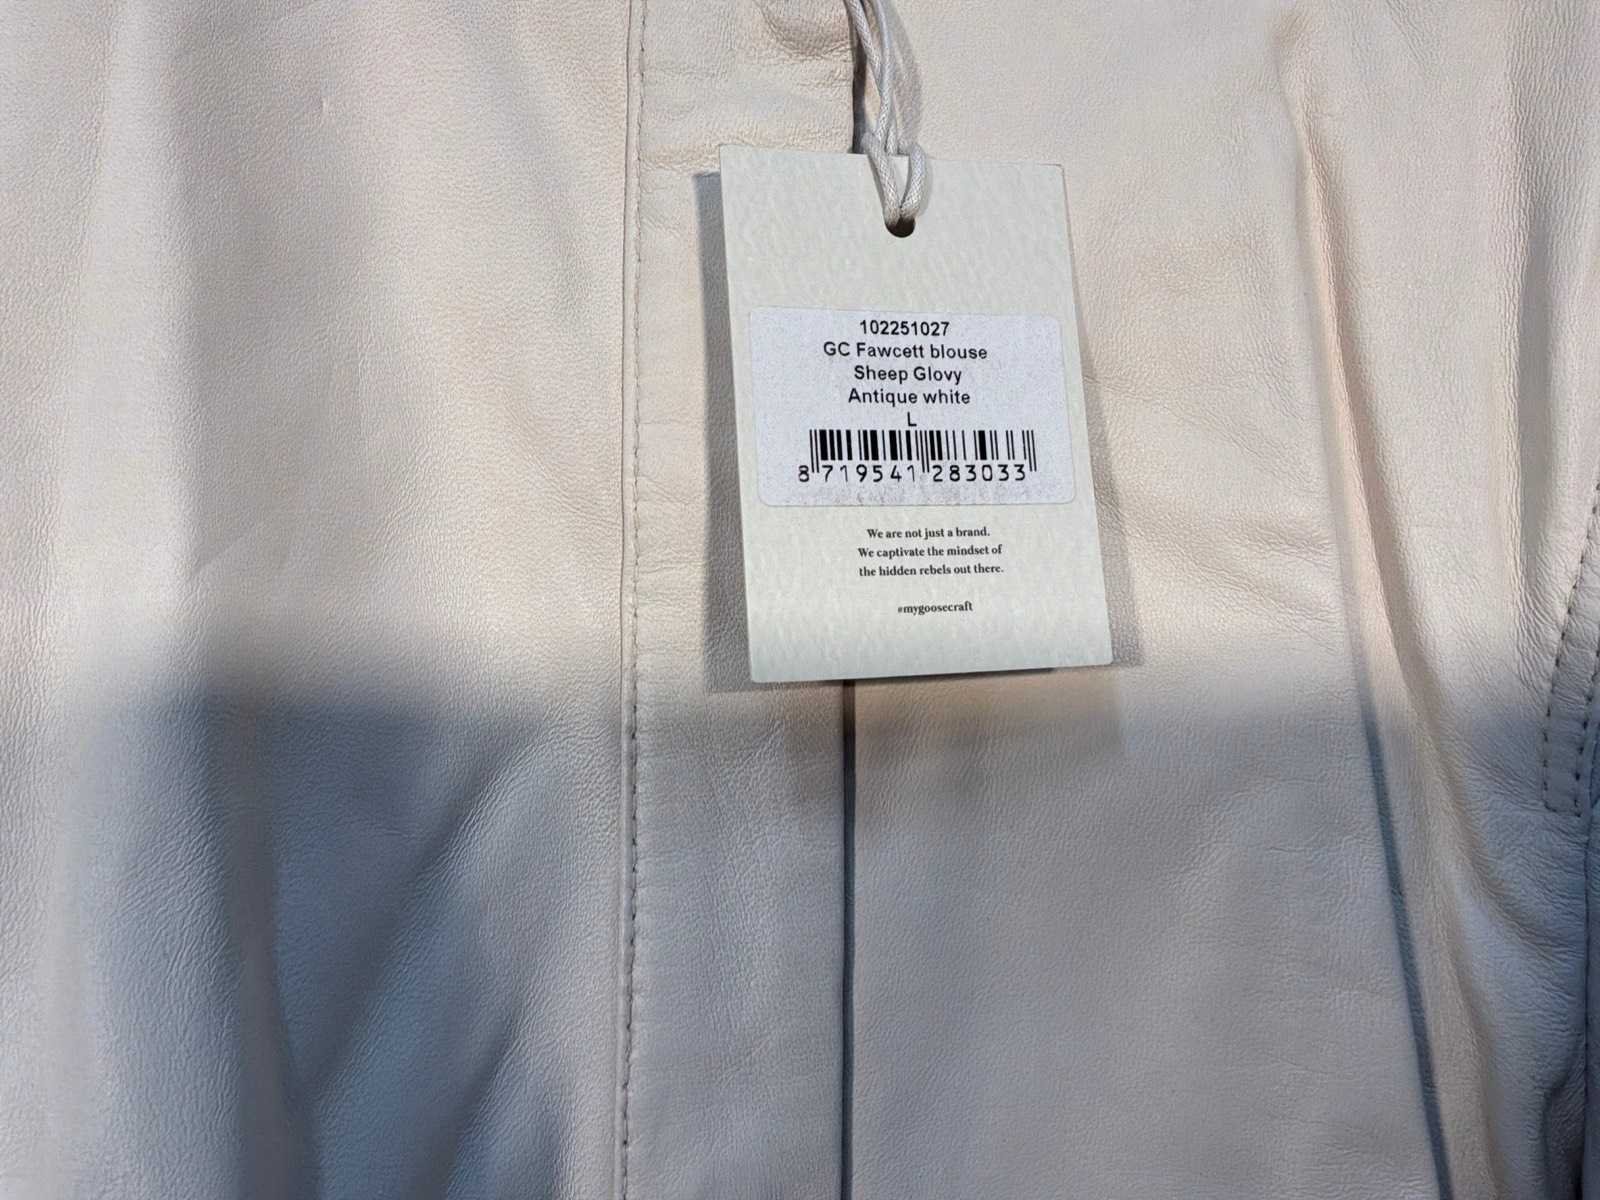 102251027
GC Fawcett blouse
Sheep Glovy
Antique white
L
8 719541 283033
We are not just a brand.
We captivate the mindset of
the hidden rebels out there.
#mygoosecraft